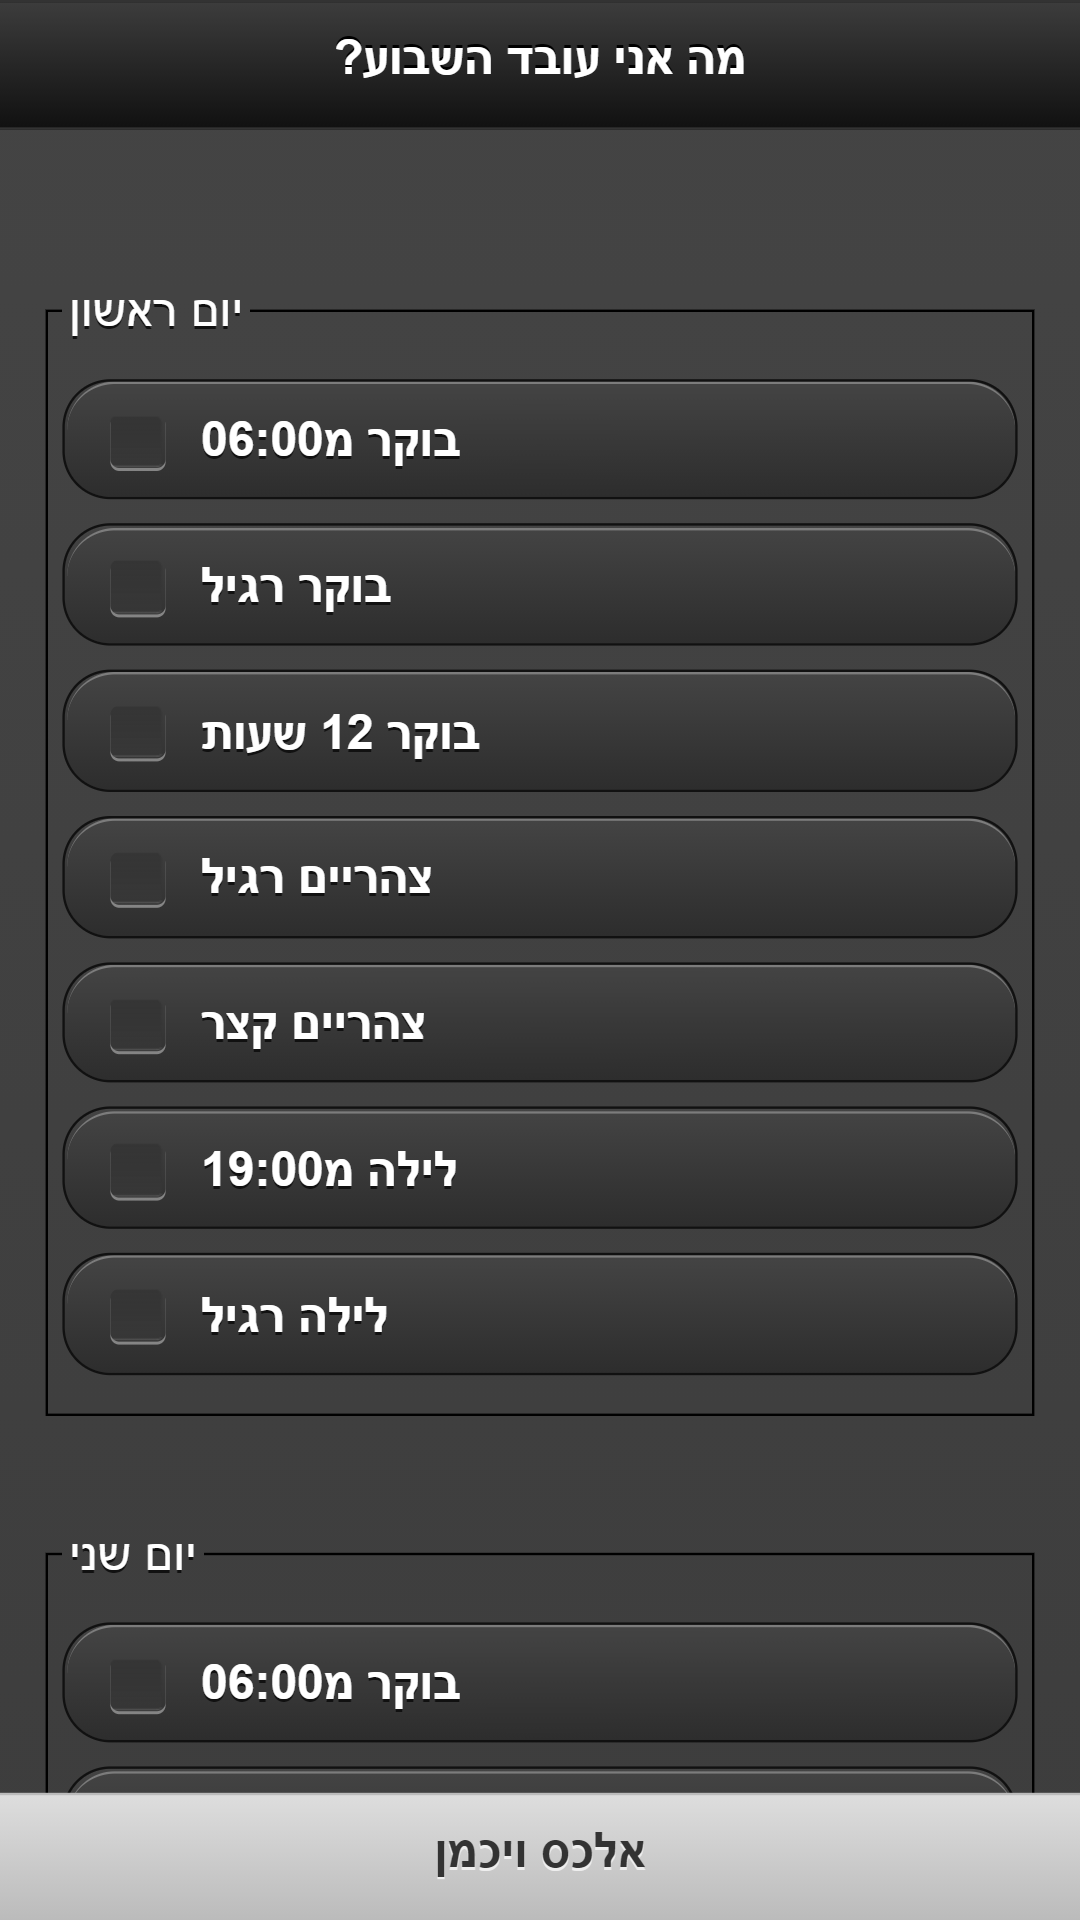 מה אני עובד השבוע?
יום ראשון
בוקר מ06:00
בוקר רגיל
בוקר 12 שעות
צהריים רגיל
צהריים קצר
לילה מ19:00
לילה רגיל
יום שני
בוקר מ06:00
אלכס ויכמן